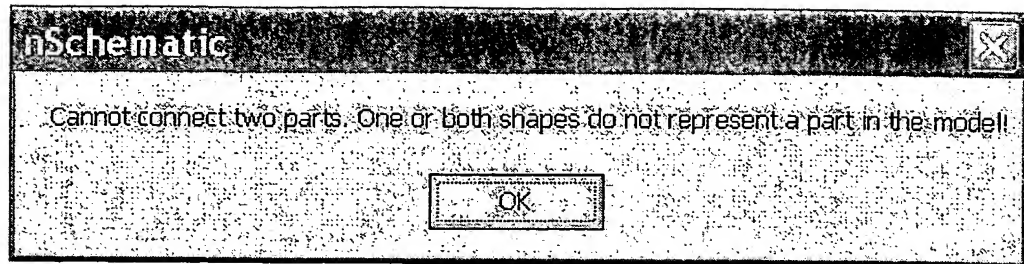 nSchematic
Cannot connect two parts. One or both shapes do not represent a part in the model!
OK